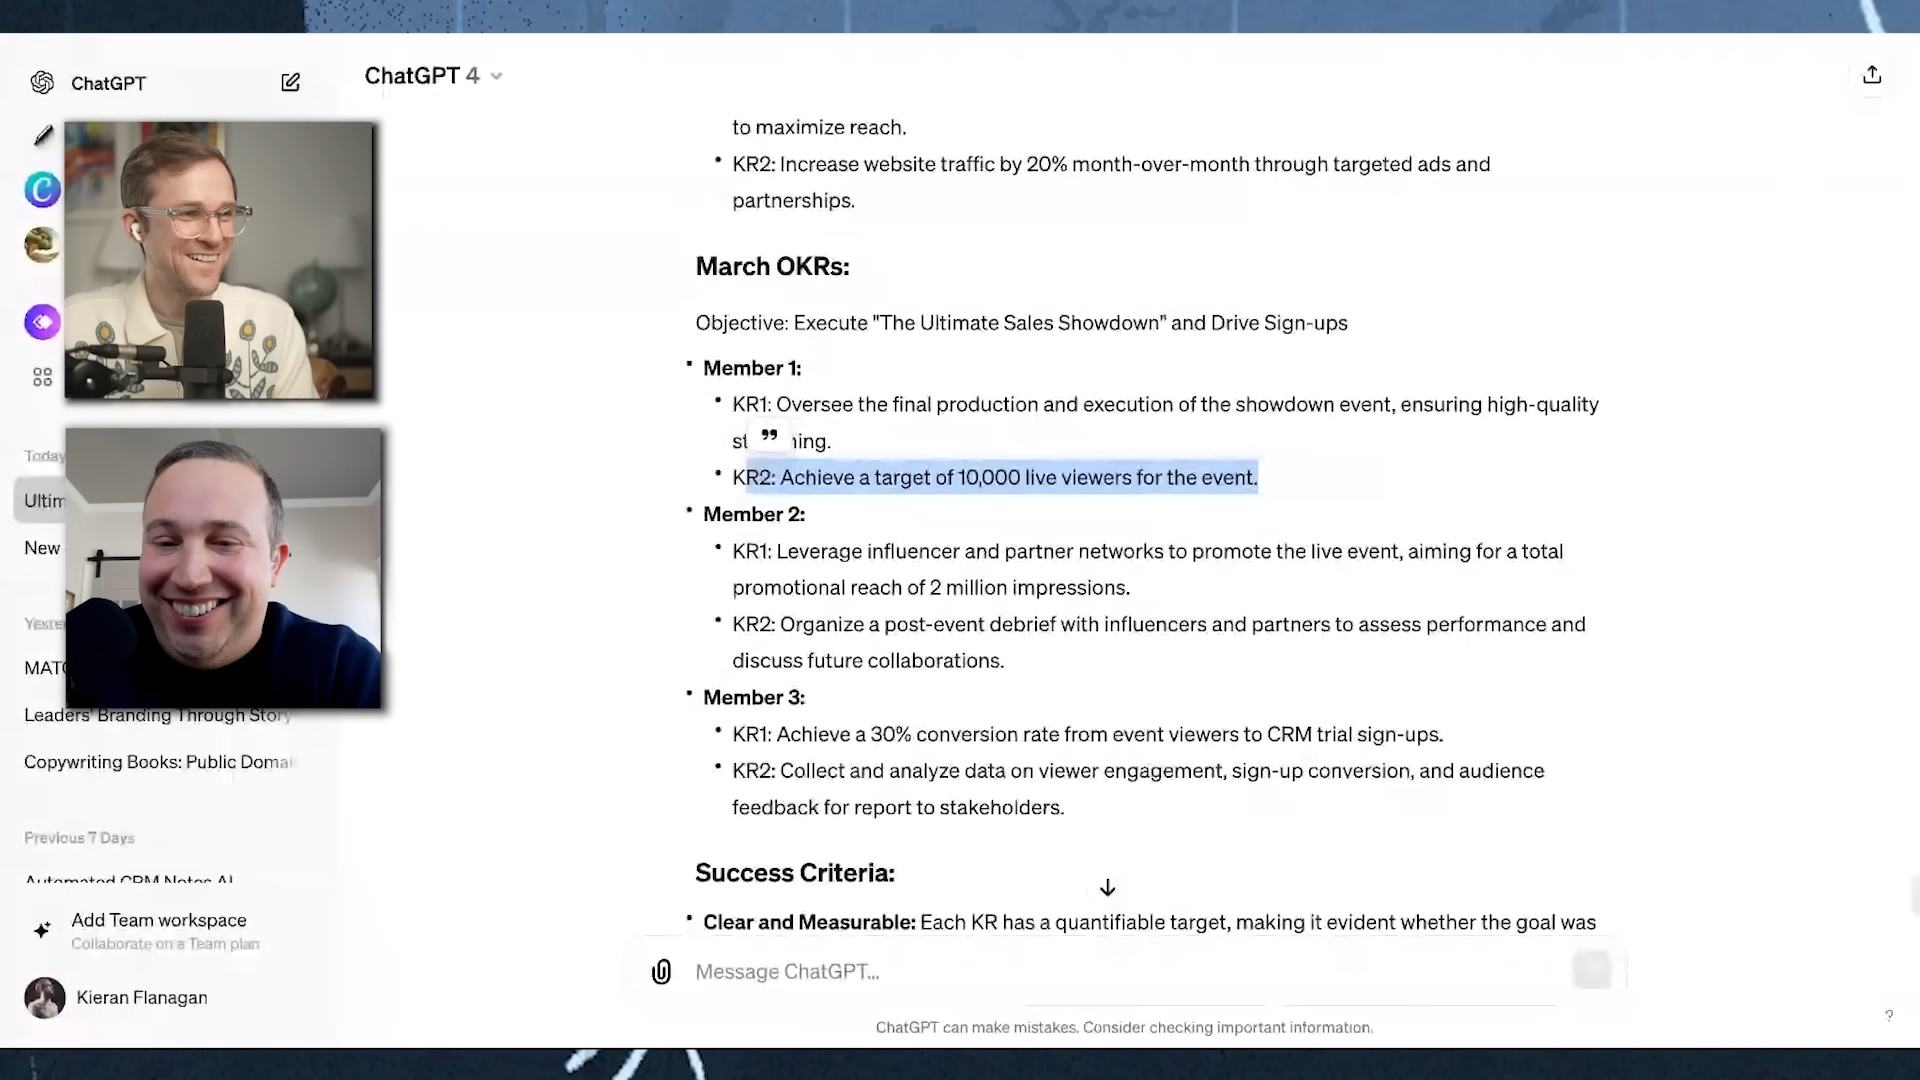 ChatGPT
ChatGPT 4
to maximize reach.
KR2: Increase website traffic by 20% month-over-month through targeted ads and
partnerships.
March OKRs:
Objective: Execute "The Ultimate Sales Showdown" and Drive Sign-ups
Member 1:
KR1: Oversee the final production and execution of the showdown event, ensuring high-quality
KR2: Achieve a target of 10,000 live viewers for the event.
Member 2:
KR1: Leverage influencer and partner networks to promote the live event, aiming for a total
promotional reach of 2 million impressions.
KR2: Organize a post-event debrief with influencers and partners to assess performance and
discuss future collaborations.
Member 3:
KR1: Achieve a 30% conversion rate from event viewers to CRM trial sign-ups.
KR2: Collect and analyze data on viewer engagement, sign-up conversion, and audience
feedback for report to stakeholders.
Success Criteria:
Clear and Measurable: Each KR has a quantifiable target, making it evident whether the goal was
Message ChatGPT...
ChatGPT can make mistakes. Consider checking important information.
?
C
Today
Ultim
New
Yester
MATC
Leaders' Branding Through Story
Copywriting Books: Public Domai
Previous 7 Days
Automated CRM Notes AI
Add Team workspace
Collaborate on a Team plan
Kieran Flanagan